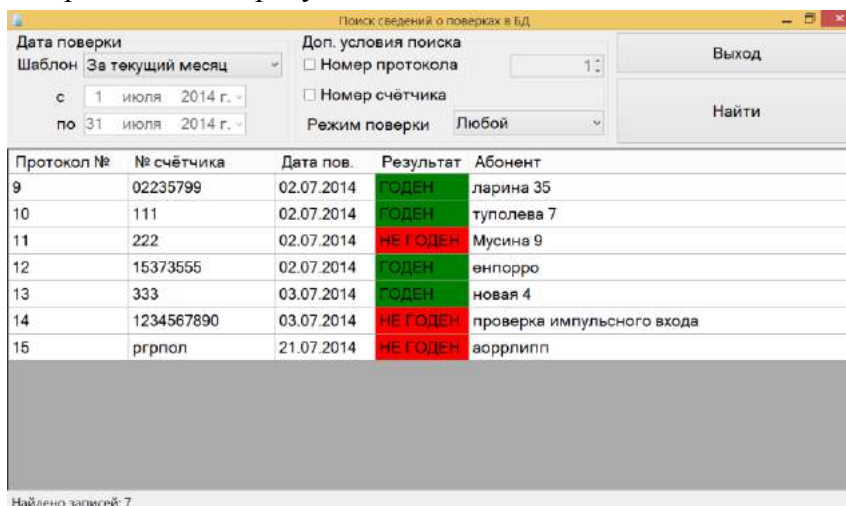 Поиск сведений о поверках в БД
Дата поверки
Шаблон За текущий месяц
с 1 июля 2014 г.
по 31 июля 2014 г.
Доп. условия поиска
Номер протокола 1
Номер счётчика
Режим поверки Любой
Выход
Найти
Протокол № № счётчика Дата пов. Результат Абонент
9 02235799 02.07.2014 ГОДЕН ларина 35
10 111 02.07.2014 ГОДЕН туполева 7
11 222 02.07.2014 НЕ ГОДЕН Мусина 9
12 15373555 02.07.2014 ГОДЕН енпорро
13 333 03.07.2014 ГОДЕН новая 4
14 1234567890 03.07.2014 НЕ ГОДЕН проверка импульсного входа
15 ргрпол 21.07.2014 НЕ ГОДЕН аоррлипп
Найдено записей: 7